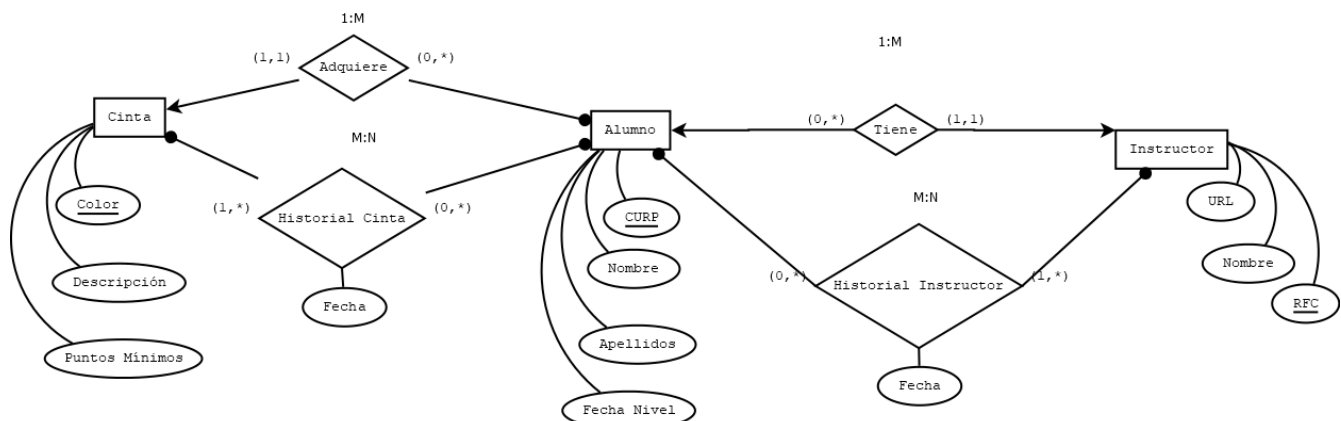 1:M
1:M
(1,1)
Adquiere
(0,*)
Cinta
Alumno
(0,*)
Tiene
(1,1)
Instructor
M:N
Color
(1,*)
Historial Cinta
(0,*)
CURP
M:N
URL
Descripción
Fecha
Nombre
(0,*)
Historial Instructor
(1,*)
Nombre
RFC
Puntos Mínimos
Apellidos
Fecha
Fecha Nivel